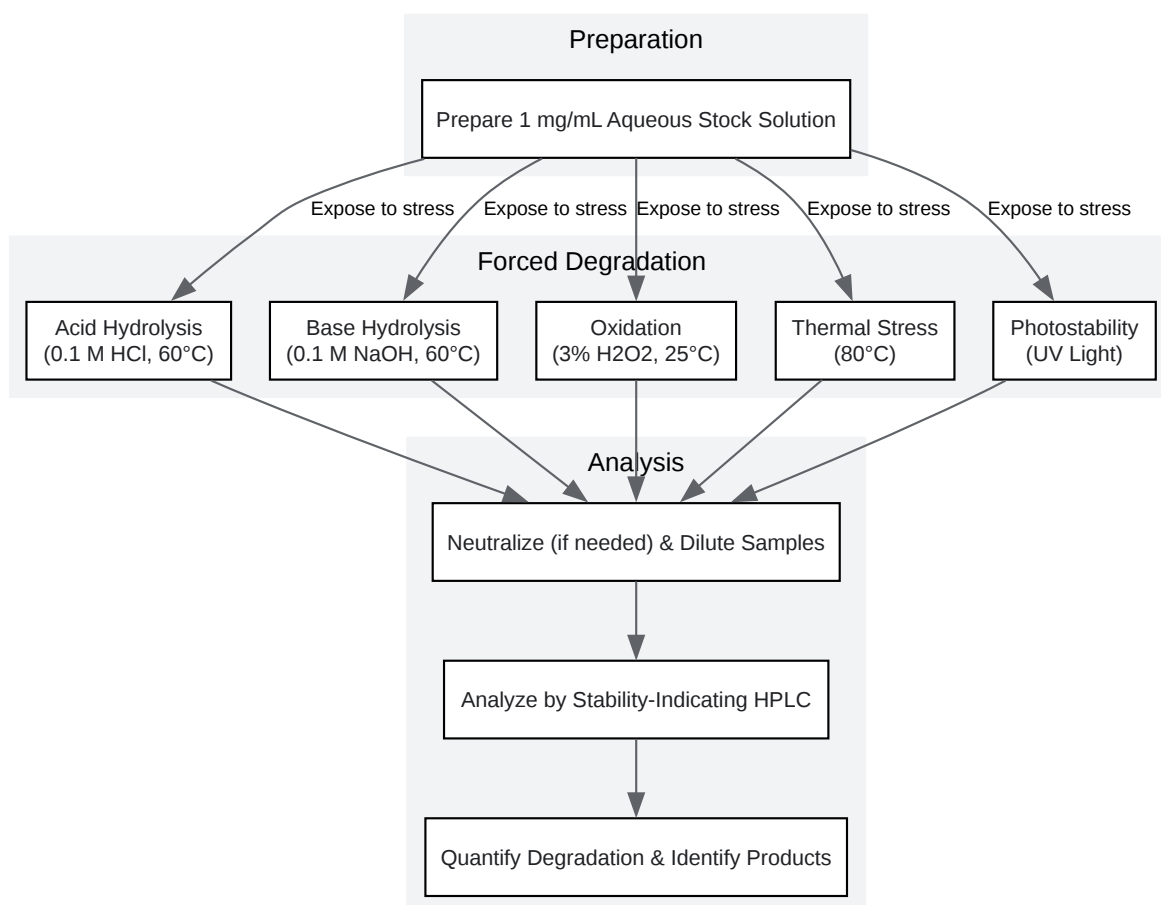 Preparation
Prepare 1 mg/mL Aqueous Stock Solution
Expose to stress
Expose to stress
Expose to stress
Expose to stress
Expose to stress
Forced Degradation
Acid Hydrolysis
(0.1 M HCl, 60°C)
Base Hydrolysis
(0.1 M NaOH, 60°C)
Oxidation
(3% H2O2, 25°C)
Thermal Stress
(80°C)
Photostability
(UV Light)
Analysis
Neutralize (if needed) & Dilute Samples
Analyze by Stability-Indicating HPLC
Quantify Degradation & Identify Products